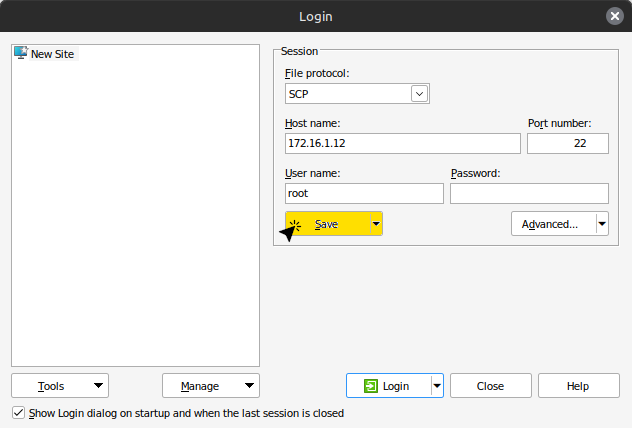 Login
New Site
Session
File protocol:
SCP
Host name:
Port number:
172.16.1.12
22
User name:
Password:
root
Save
Advanced...
Tools
Manage
Login
Close
Help
Show Login dialog on startup and when the last session is closed